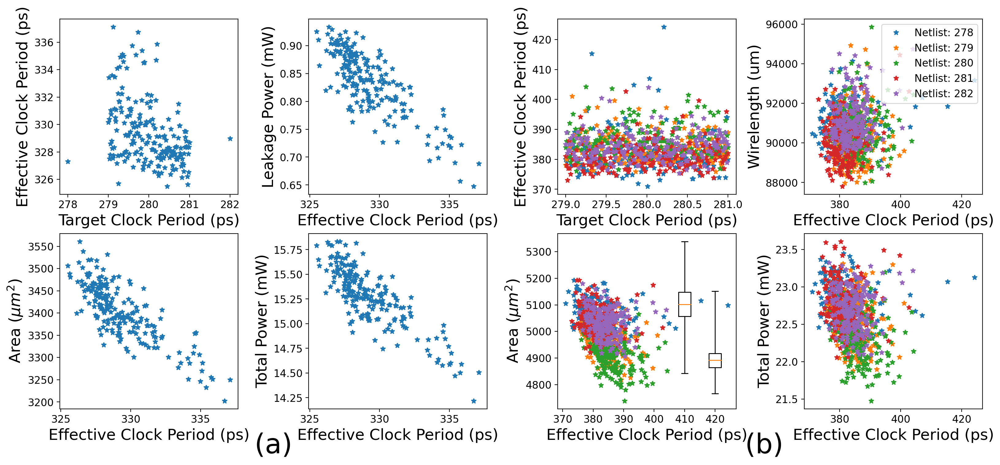 Effective Clock Period (ps)
336
334
332
330
328
326
278 279 280 281 282
Target Clock Period (ps)
Leakage Power (mW)
0.90
0.85
0.80
0.75
0.70
0.65
325 330 335
Effective Clock Period (ps)
Effective Clock Period (ps)
420
410
400
390
380
370
279.0 279.5 280.0 280.5 281.0
Target Clock Period (ps)
Wirelength (um)
96000
94000
92000
90000
88000
Netlist: 278
Netlist: 279
Netlist: 280
Netlist: 281
Netlist: 282
380 400 420
Effective Clock Period (ps)
Area (μm²)
3550
3500
3450
3400
3350
3300
3250
3200
325 330 335
Effective Clock Period (ps)
Total Power (mW)
15.75
15.50
15.25
15.00
14.75
14.50
14.25
325 330 335
Effective Clock Period (ps)
(a)
Area (μm²)
5300
5200
5100
5000
4900
4800
370 380 390 400 410 420
Effective Clock Period (ps)
Total Power (mW)
23.5
23.0
22.5
22.0
21.5
380 400 420
Effective Clock Period (ps)
(b)